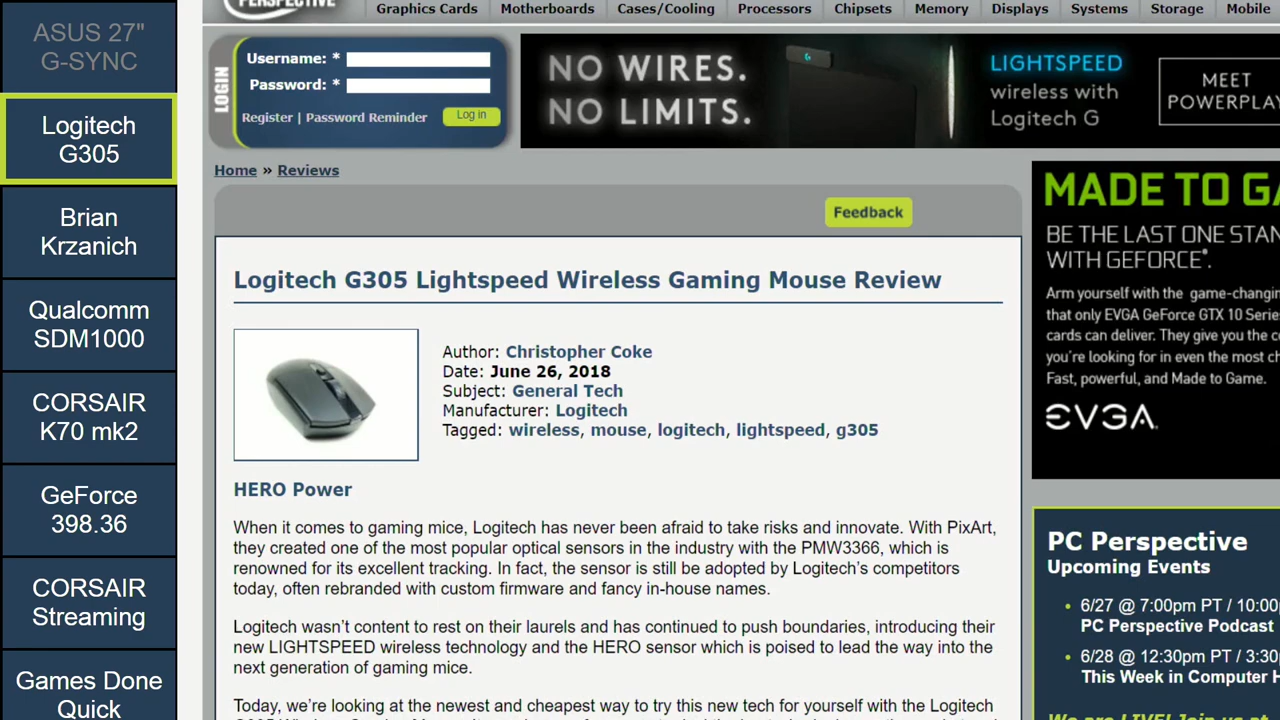 ASUS 27"
G-SYNC
Logitech
G305
Brian
Krzanich
Qualcomm
SDM1000
CORSAIR
K70 mk2
GeForce
398.36
CORSAIR
Streaming
Games Done
Quick
PERSPECTIVE
Graphics Cards Motherboards Cases/Cooling Processors Chipsets Memory Displays Systems Storage Mobile
LOGIN
Username: *
Password: *
Register | Password Reminder Log in
NO WIRES.
NO LIMITS.
LIGHTSPEED
wireless with
Logitech G
MEET
POWERPLAY
Home » Reviews
Feedback
Logitech G305 Lightspeed Wireless Gaming Mouse Review
Author: Christopher Coke
Date: June 26, 2018
Subject: General Tech
Manufacturer: Logitech
Tagged: wireless, mouse, logitech, lightspeed, g305
HERO Power
When it comes to gaming mice, Logitech has never been afraid to take risks and innovate. With PixArt,
they created one of the most popular optical sensors in the industry with the PMW3366, which is
renowned for its excellent tracking. In fact, the sensor is still be adopted by Logitech's competitors
today, often rebranded with custom firmware and fancy in-house names.
Logitech wasn't content to rest on their laurels and has continued to push boundaries, introducing their
new LIGHTSPEED wireless technology and the HERO sensor which is poised to lead the way into the
next generation of gaming mice.
Today, we're looking at the newest and cheapest way to try this new tech for yourself with the Logitech
MADE TO GA
BE THE LAST ONE STAN
WITH GEFORCE®.
Arm yourself with the game-changin
that only EVGA GeForce GTX 10 Series
cards can deliver. They give you the co
you're looking for in even the most ch
Fast, powerful, and Made to Game.
EVGA.
PC Perspective
Upcoming Events
• 6/27 @ 7:00pm PT / 10:00
PC Perspective Podcast
• 6/28 @ 12:30pm PT / 3:30
This Week in Computer H
We are LIVE! Join us at